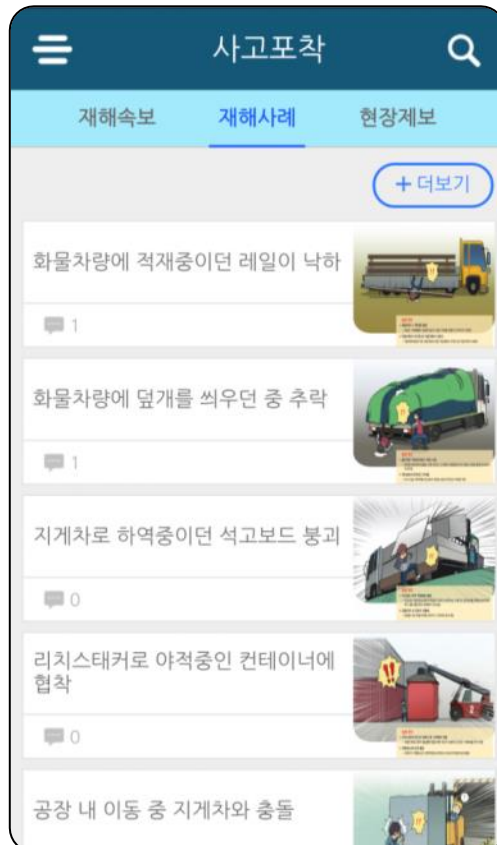 사고포착
재해속보 재해사례 현장제보
+ 더보기
화물차량에 적재중이던 레일이 낙하
1
화물차량에 덮개를 씌우던 중 추락
1
지게차로 하역중이던 석고보드 붕괴
0
리치스태커로 야적중인 컨테이너에
협착
0
공장 내 이동 중 지게차와 충돌